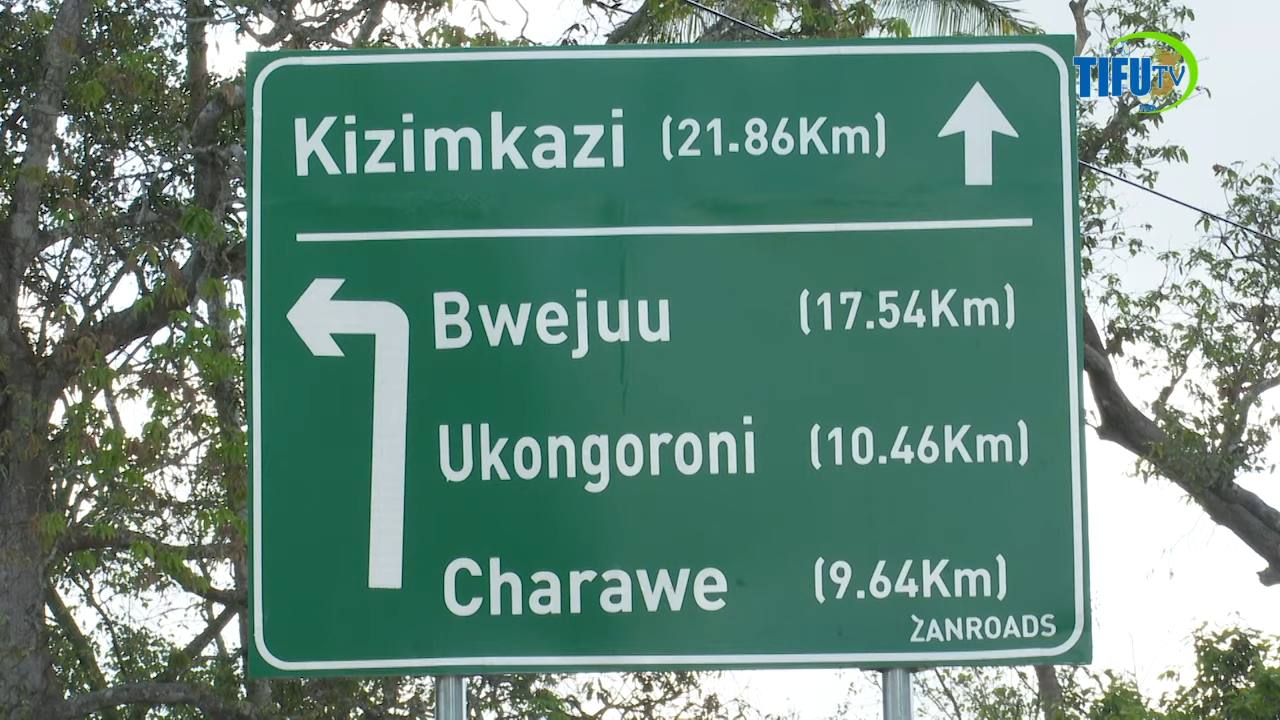 TIFU TV
Kizimkazi (21.86Km)
Bwejuu (17.54Km)
Ukongoroni (10.46Km)
Charawe (9.64Km)
ZANROADS